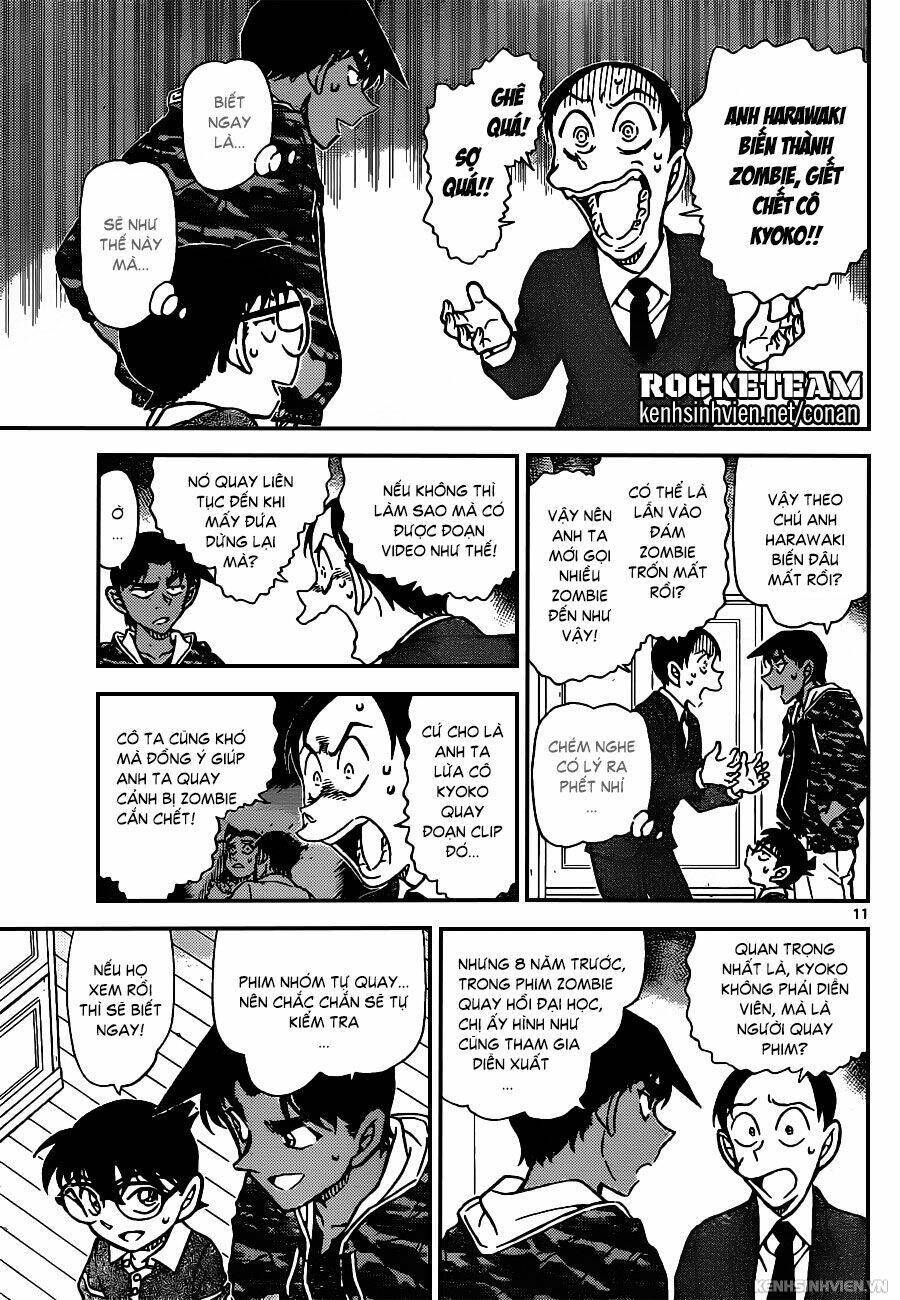 ANH HARAWAKI
BIẾN THÀNH
ZOMBIE, GIẾT
CHẾT CÔ
KYOKO!!
GHÊ
QUÁ!
SỢ
QUÁ!!
BIẾT
NGAY
LÀ...
SẼ NHƯ
THẾ NÀY
MÀ...
ROCKETEAM
kenhsinhvien.net/conan
VẬY THEO
CHÚ ANH
HARAWAKI
BIẾN ĐÂU
MẤT RỒI?
CÓ THỂ LÀ
LẨN VÀO
ĐÁM
ZOMBIE
TRỐN MẤT
RỒI?
VẬY NÊN
ANH TA
MỚI GỌI
NHIỀU
ZOMBIE
ĐẾN NHƯ
VẬY!
CHÉM NGHE
CÓ LÝ RA
PHẾT NHỈ
...
NẾU KHÔNG THÌ
LÀM SAO MÀ CÓ
ĐƯỢC ĐOẠN
VIDEO NHƯ THẾ!
NÓ QUAY LIÊN
TỤC ĐẾN KHI
MẤY ĐỨA
DỪNG LẠI
MÀ?
Ờ
...
CỨ CHO LÀ
ANH TA
LỪA CÔ
KYOKO
QUAY
ĐOẠN CLIP
ĐÓ...
CÔ TA CŨNG KHÓ
MÀ ĐỒNG Ý GIÚP
ANH TA QUAY
CẢNH BỊ ZOMBIE
CẮN CHẾT!
11
QUAN TRỌNG
NHẤT LÀ, KYOKO
KHÔNG PHẢI DIỄN
VIÊN, MÀ LÀ
NGƯỜI QUAY
PHIM?
NHƯNG 8 NĂM TRƯỚC,
TRONG PHIM ZOMBIE
QUAY HỒI ĐẠI HỌC,
CHỊ ẤY HÌNH NHƯ
CŨNG THAM GIA
DIỄN XUẤT
...
PHIM NHÓM TỰ QUAY...
NÊN CHẮC CHẮN SẼ TỰ
KIỂM TRA
...
NẾU HỌ
XEM RỒI
THÌ SẼ BIẾT
NGAY!
KENHSINHVIEN.VN